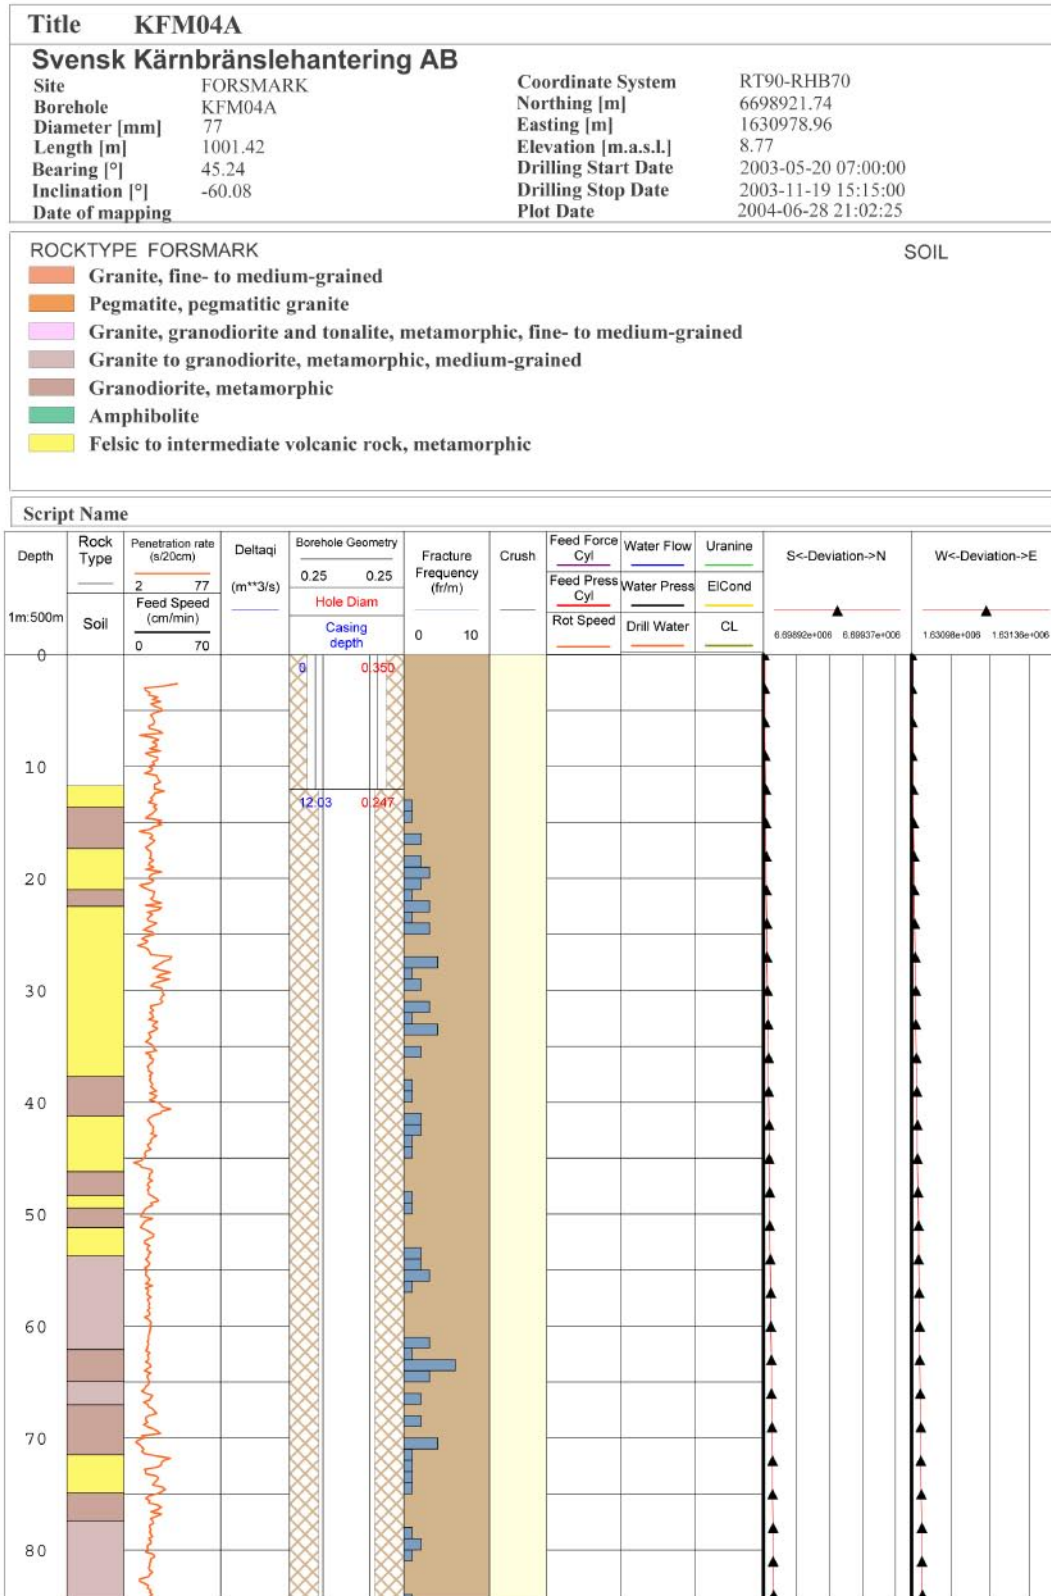 Title KFM04A
Svensk Kärnbränslehantering AB
Site FORSMARK
Borehole KFM04A
Diameter [mm] 77
Length [m] 1001.42
Bearing [°] 45.24
Inclination [°] -60.08
Date of mapping
Coordinate System RT90-RHB70
Northing [m] 6698921.74
Easting [m] 1630978.96
Elevation [m.a.s.l.] 8.77
Drilling Start Date 2003-05-20 07:00:00
Drilling Stop Date 2003-11-19 15:15:00
Plot Date 2004-06-28 21:02:25
ROCKTYPE FORSMARK SOIL
Granite, fine- to medium-grained
Pegmatite, pegmatitic granite
Granite, granodiorite and tonalite, metamorphic, fine- to medium-grained
Granite to granodiorite, metamorphic, medium-grained
Granodiorite, metamorphic
Amphibolite
Felsic to intermediate volcanic rock, metamorphic
Script Name
Depth
1m:500m
Rock
Type
Soil
Penetration rate
(s/20cm)
2 77
Feed Speed
(cm/min)
0 70
Deltaqi
(m**3/s)
Borehole Geometry
0.25 0.25
Hole Diam
Casing
depth
Fracture
Frequency
(fr/m)
0 10
Crush
Feed Force
Cyl
Feed Press
Cyl
Rot Speed
Water Flow
Water Press
Drill Water
Uranine
ElCond
CL
S<-Deviation->N
6.69892e+006 6.69937e+006
W<-Deviation->E
1.63098e+006 1.63136e+006
0
0 0.350
10
12.03 0.247
20
30
40
50
60
70
80